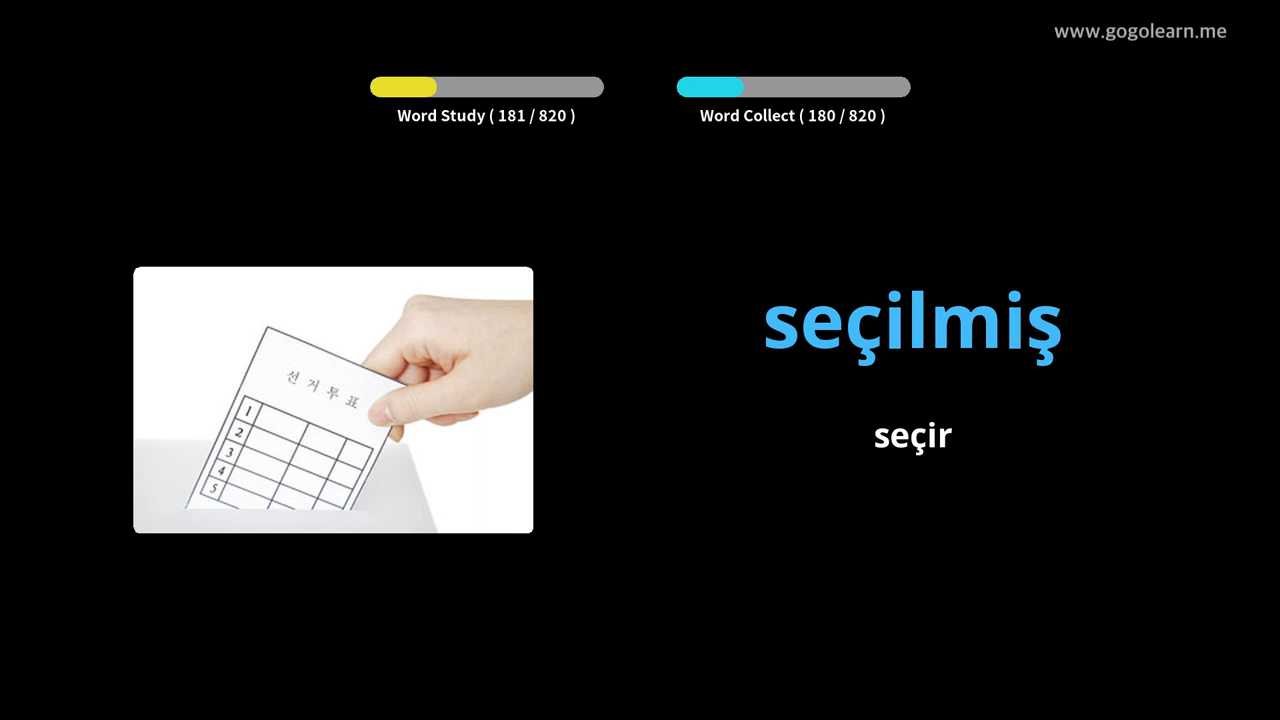 www.gogolearn.me
Word Study ( 181 / 820 )
Word Collect ( 180 / 820 )
seçilmiş
seçir
선거투표
1
2
3
4
5